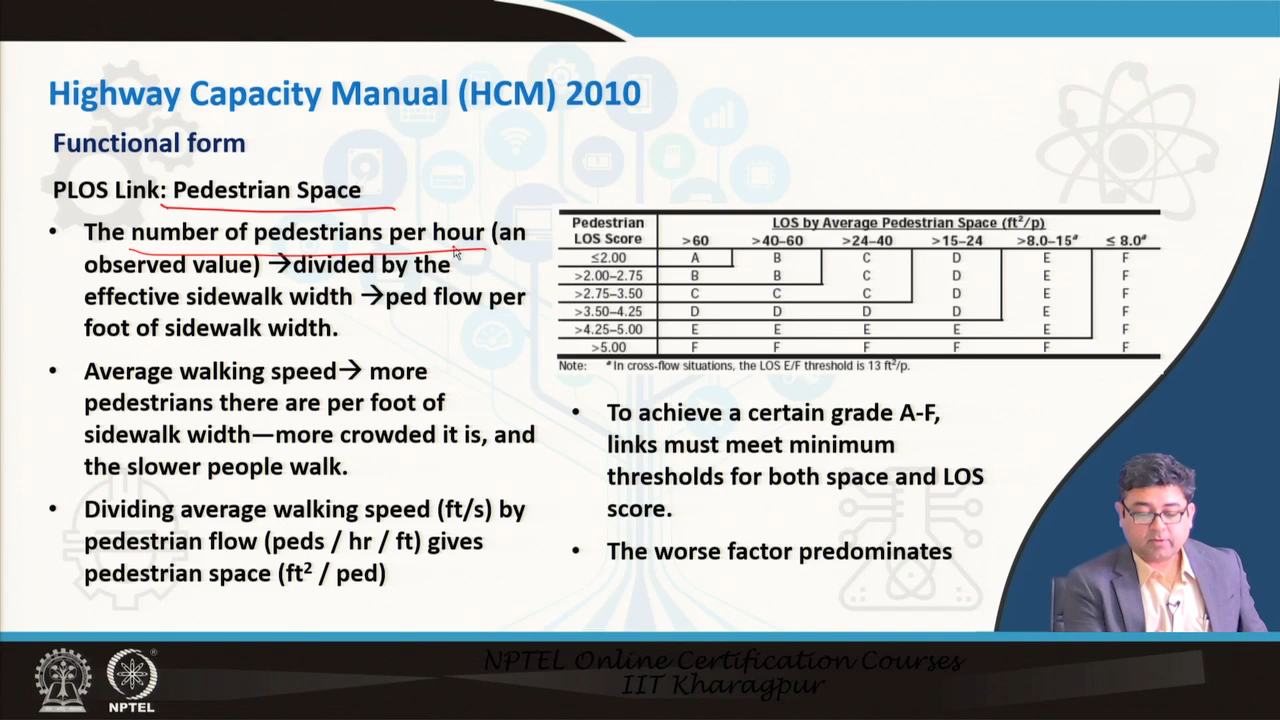 Highway Capacity Manual (HCM) 2010
Functional form
PLOS Link: Pedestrian Space
• The number of pedestrians per hour (an
observed value) →divided by the
effective sidewalk width →ped flow per
foot of sidewalk width.
• Average walking speed→ more
pedestrians there are per foot of
sidewalk width—more crowded it is, and
the slower people walk.
• Dividing average walking speed (ft/s) by
pedestrian flow (peds / hr / ft) gives
pedestrian space (ft² / ped)
Pedestrian LOS by Average Pedestrian Space (ft²/p)
LOS Score >60 >40–60 >24–40 >15–24 >8.0–15ᵃ ≤ 8.0ᵃ
≤2.00 A B C D E F
>2.00–2.75 B B C D E F
>2.75–3.50 C C C D E F
>3.50–4.25 D D D D E F
>4.25–5.00 E E E E E F
>5.00 F F F F F F
Note: ᵃ In cross-flow situations, the LOS E/F threshold is 13 ft²/p.
• To achieve a certain grade A-F,
links must meet minimum
thresholds for both space and LOS
score.
• The worse factor predominates
NPTEL
NPTEL Online Certification Courses
IIT Kharagpur